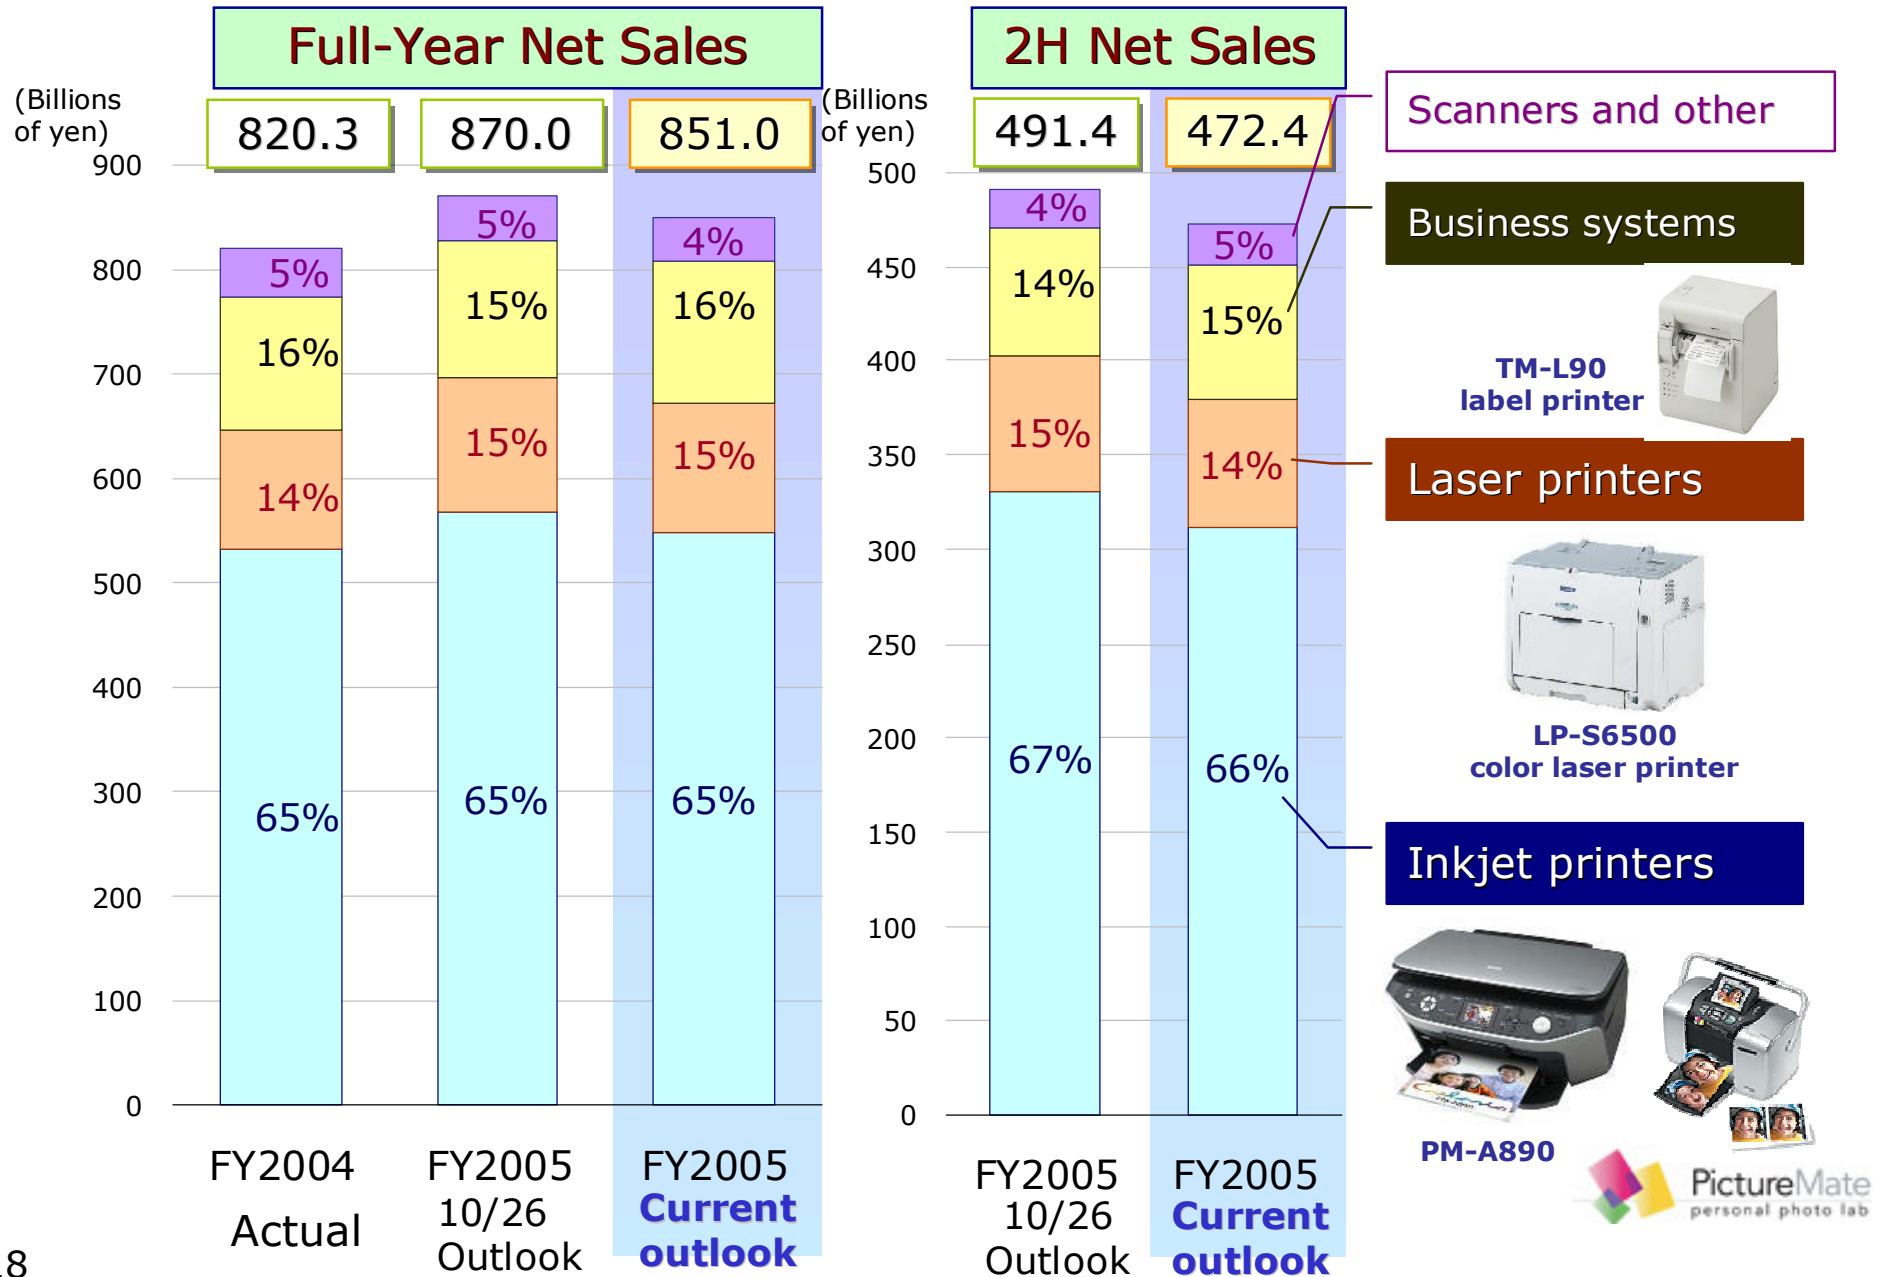 Full-Year Net Sales
2H Net Sales
(Billions
of yen)
820.3
870.0
851.0
(Billions
of yen)
491.4
472.4
900
800
700
600
500
400
300
200
100
0
5%
16%
14%
65%
5%
15%
15%
65%
4%
16%
15%
65%
FY2004
Actual
FY2005
10/26
Outlook
FY2005
Current
outlook
500
450
400
350
300
250
200
150
100
50
0
4%
14%
15%
67%
5%
15%
14%
66%
FY2005
10/26
Outlook
FY2005
Current
outlook
Scanners and other
Business systems
TM-L90
label printer
Laser printers
LP-S6500
color laser printer
Inkjet printers
PM-A890
PictureMate
personal photo lab